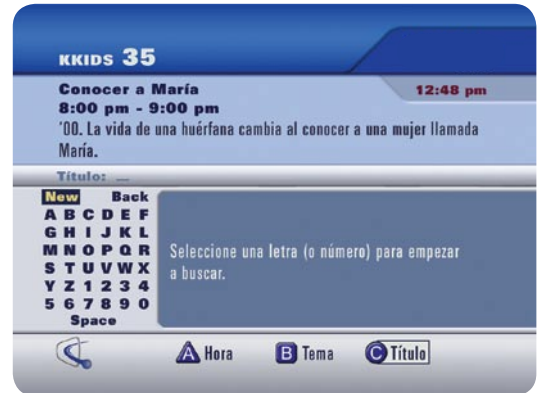 KKIDS 35
Conocer a María
12:48 pm
8:00 pm - 9:00 pm
'00. La vida de una huérfana cambia al conocer a una mujer llamada
María.
Título: __
New Back
A B C D E F
G H I J K L
M N O P Q R
S T U V W X
Y Z 1 2 3 4
5 6 7 8 9 0
Space
Seleccione una letra (o número) para empezar
a buscar.
A Hora B Tema C Título